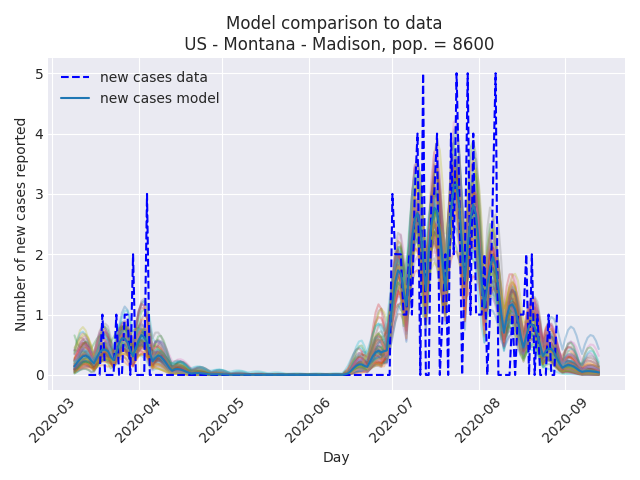 Model comparison to data
US - Montana - Madison, pop. = 8600
new cases data
new cases model
Number of new cases reported
5
4
3
2
1
0
2020-03
2020-04
2020-05
2020-06
2020-07
2020-08
2020-09
Day